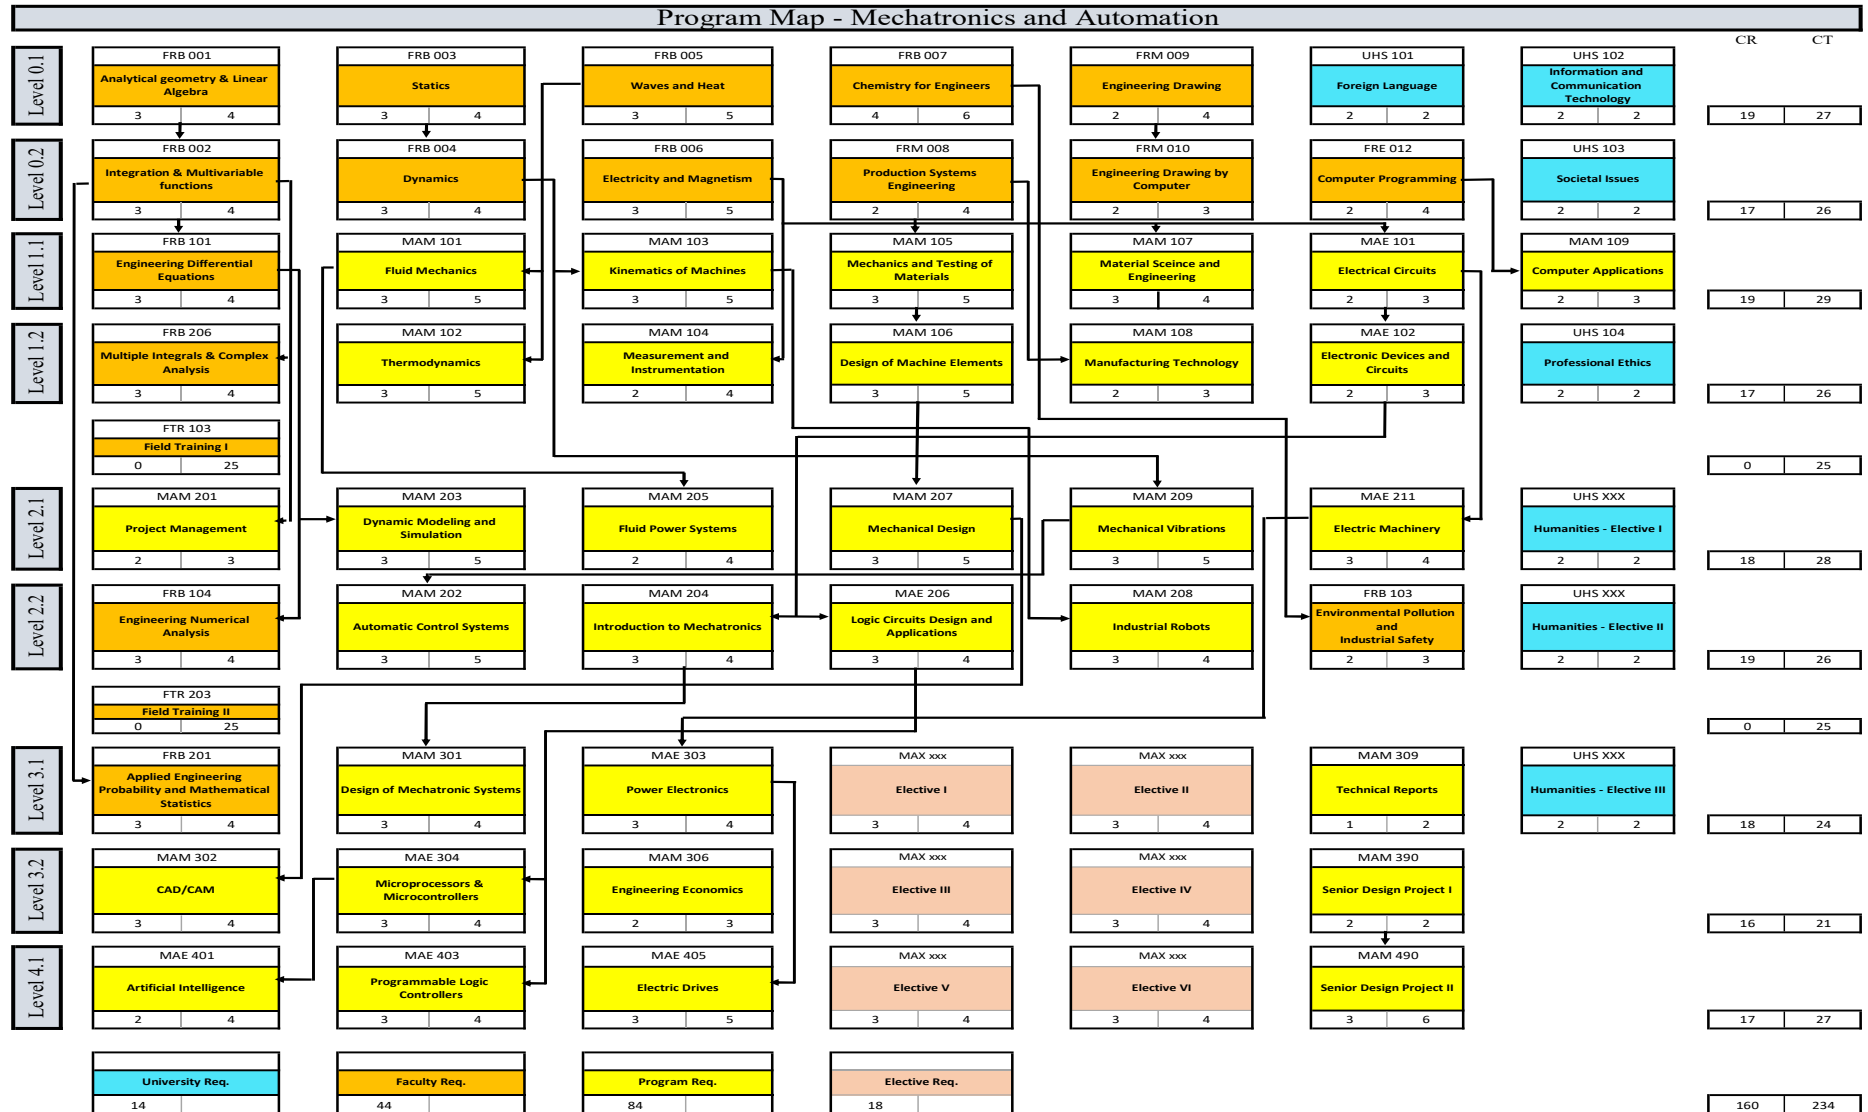 Program Map - Mechatronics and Automation
CR CT
Level 0.1
FRB 001 FRB 003 FRB 005 FRB 007 FRM 009 UHS 101 UHS 102
Analytical geometry & Linear
Algebra
Statics
Waves and Heat
Chemistry for Engineers
Engineering Drawing
Foreign Language
Information and
Communication
Technology
3 4 3 4 3 5 4 6 2 4 2 2 2 2 19 27
Level 0.2
FRB 002 FRB 004 FRB 006 FRM 008 FRM 010 FRE 012 UHS 103
Integration & Multivariable
functions
Dynamics
Electricity and Magnetism
Production Systems
Engineering
Engineering Drawing by
Computer
Computer Programming
Societal Issues
3 4 3 4 3 5 2 4 2 3 2 4 2 2 17 26
Level 1.1
FRB 101 MAM 101 MAM 103 MAM 105 MAM 107 MAE 101 MAM 109
Engineering Differential
Equations
Fluid Mechanics
Kinematics of Machines
Mechanics and Testing of
Materials
Material Sceince and
Engineering
Electrical Circuits
Computer Applications
3 4 3 5 3 5 3 5 3 4 2 3 2 3 19 29
Level 1.2
FRB 206 MAM 102 MAM 104 MAM 106 MAM 108 MAE 102 UHS 104
Multiple Integrals & Complex
Analysis
Thermodynamics
Measurement and
Instrumentation
Design of Machine Elements
Manufacturing Technology
Electronic Devices and
Circuits
Professional Ethics
3 4 3 5 2 4 3 5 2 3 2 3 2 2 17 26
FTR 103
Field Training I
0 25 0 25
Level 2.1
MAM 201 MAM 203 MAM 205 MAM 207 MAM 209 MAE 211 UHS XXX
Project Management
Dynamic Modeling and
Simulation
Fluid Power Systems
Mechanical Design
Mechanical Vibrations
Electric Machinery
Humanities - Elective I
2 3 3 5 2 4 3 5 3 5 3 4 2 2 18 28
Level 2.2
FRB 104 MAM 202 MAM 204 MAE 206 MAM 208 FRB 103 UHS XXX
Engineering Numerical
Analysis
Automatic Control Systems
Introduction to Mechatronics
Logic Circuits Design and
Applications
Industrial Robots
Environmental Pollution
and
Industrial Safety
Humanities - Elective II
3 4 3 5 3 4 3 4 3 4 2 3 2 2 19 26
FTR 203
Field Training II
0 25 0 25
Level 3.1
FRB 201 MAM 301 MAE 303 MAX xxx MAX xxx MAM 309 UHS XXX
Applied Engineering
Probability and Mathematical
Statistics
Design of Mechatronic Systems
Power Electronics
Elective I
Elective II
Technical Reports
Humanities - Elective III
3 4 3 4 3 4 3 4 3 4 1 2 2 2 18 24
Level 3.2
MAM 302 MAE 304 MAM 306 MAX xxx MAX xxx MAM 390
CAD/CAM
Microprocessors &
Microcontrollers
Engineering Economics
Elective III
Elective IV
Senior Design Project I
3 4 3 4 2 3 3 4 3 4 2 2 16 21
Level 4.1
MAE 401 MAE 403 MAE 405 MAX xxx MAX xxx MAM 490
Artificial Intelligence
Programmable Logic
Controllers
Electric Drives
Elective V
Elective VI
Senior Design Project II
2 4 3 4 3 5 3 4 3 4 3 6 17 27
University Req. Faculty Req. Program Req. Elective Req.
14 44 84 18 160 234